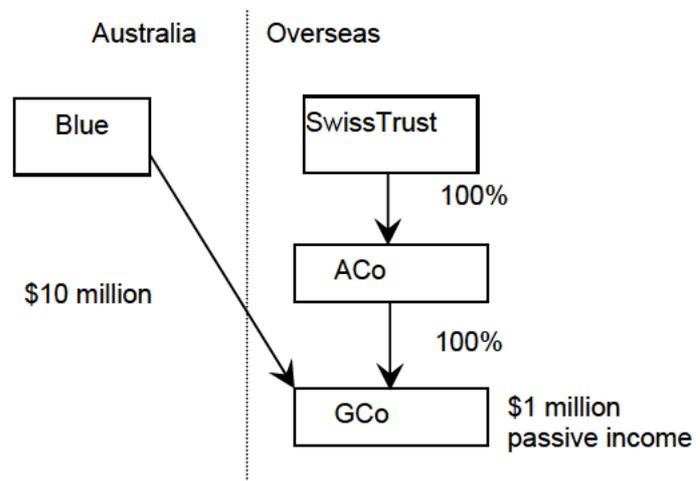 Australia
Overseas
Blue
SwissTrust
100%
ACo
$10 million
100%
GCo
$1 million
passive income